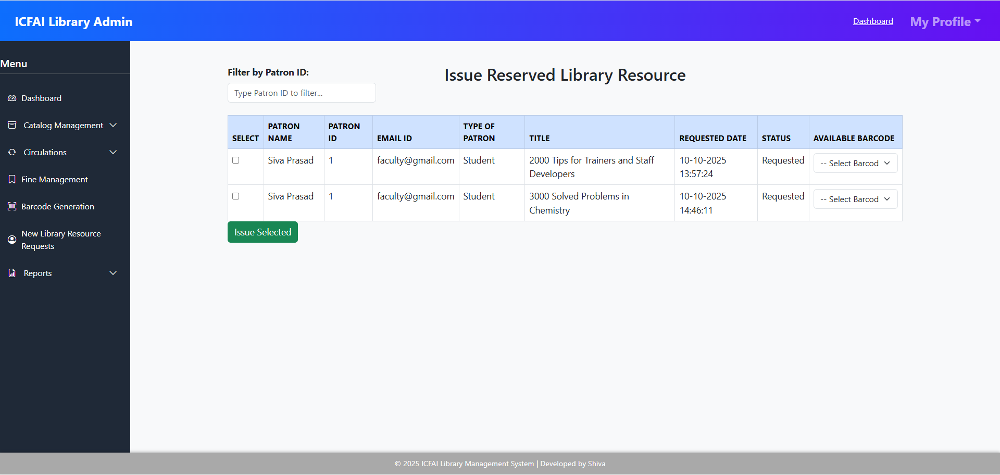 ICFAI Library Admin
Dashboard
My Profile
Menu
Dashboard
Catalog Management
Circulations
Fine Management
Barcode Generation
New Library Resource
Requests
Reports
Filter by Patron ID:
Type Patron ID to filter...
Issue Reserved Library Resource
SELECT PATRON NAME PATRON ID EMAIL ID TYPE OF PATRON TITLE REQUESTED DATE STATUS AVAILABLE BARCODE
Siva Prasad 1 faculty@gmail.com Student 2000 Tips for Trainers and Staff 10-10-2025 Requested -- Select Barcod
Developers 13:57:24
Siva Prasad 1 faculty@gmail.com Student 3000 Solved Problems in 10-10-2025 Requested -- Select Barcod
Chemistry 14:46:11
Issue Selected
© 2025 ICFAI Library Management System | Developed by Shiva